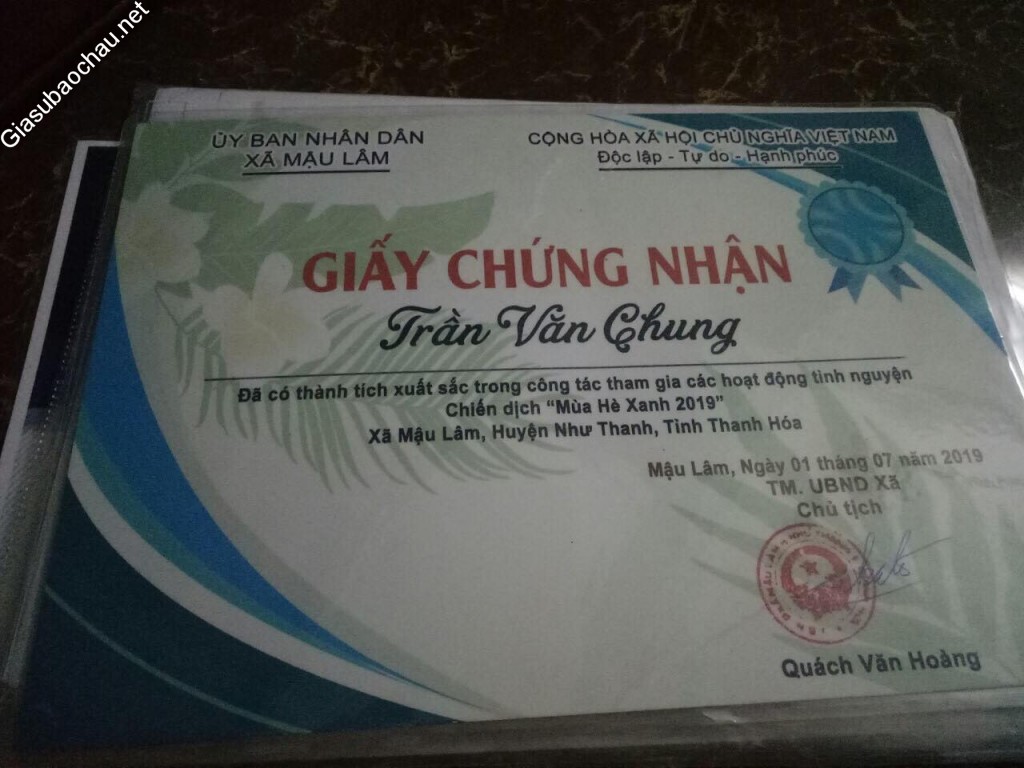 Giasubaochau.net
ỦY BAN NHÂN DÂN
XÃ MẬU LÂM
CỘNG HÒA XÃ HỘI CHỦ NGHĨA VIỆT NAM
Độc lập - Tự do - Hạnh phúc
GIẤY CHỨNG NHẬN
Trần Văn Chung
Đã có thành tích xuất sắc trong công tác tham gia các hoạt động tình nguyện
Chiến dịch “Mùa Hè Xanh 2019”
Xã Mậu Lâm, Huyện Như Thanh, Tỉnh Thanh Hóa
Mậu Lâm, Ngày 01 tháng 07 năm 2019
TM. UBND Xã
Chủ tịch
Quách Văn Hoàng